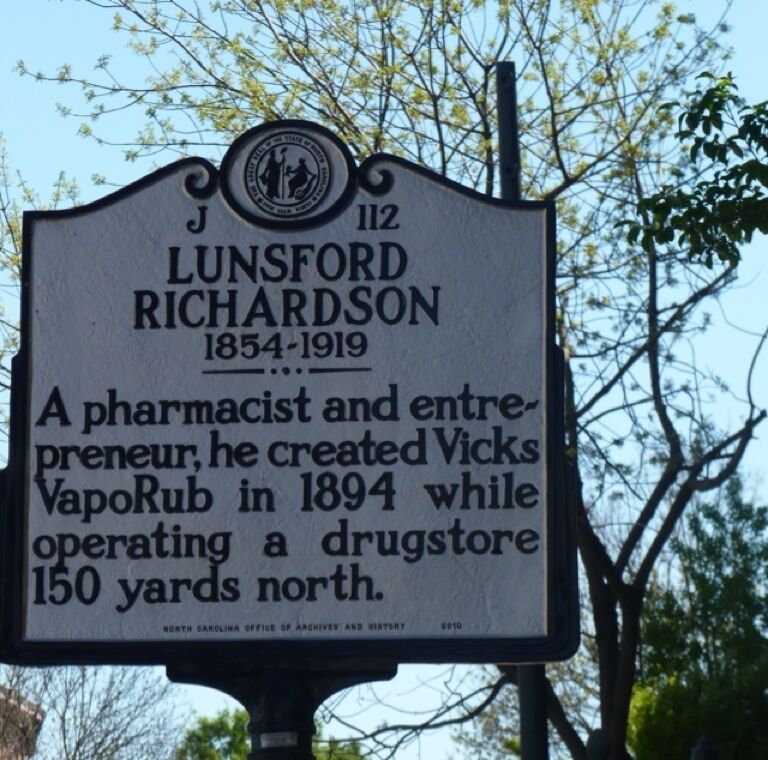 J 112
LUNSFORD
RICHARDSON
1854-1919
A pharmacist and entre-
preneur, he created Vicks
VapoRub in 1894 while
operating a drugstore
150 yards north.
NORTH CAROLINA OFFICE OF ARCHIVES AND HISTORY 2010